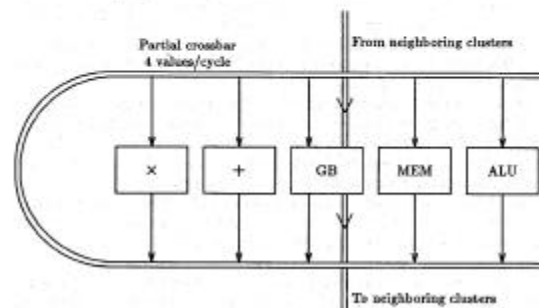 Partial crossbar
4 values/cycle
From neighboring clusters
× + GB MEM ALU
To neighboring clusters